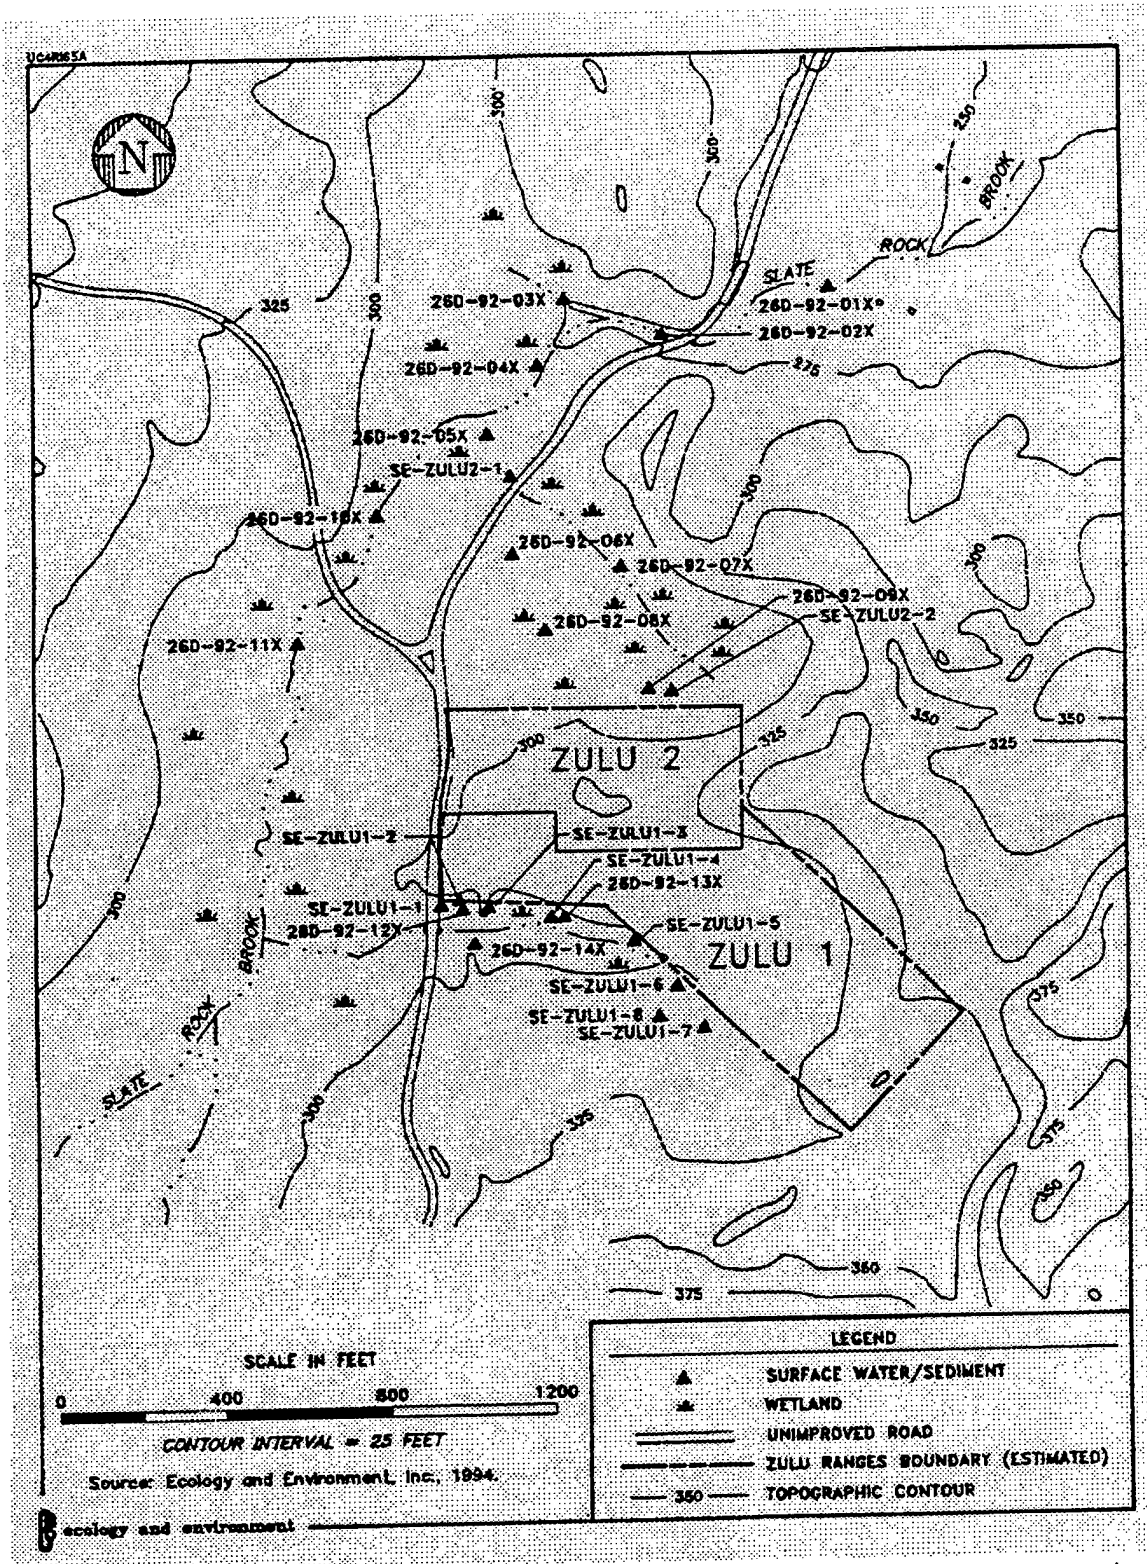 UC4R165A
N
300
300
250
BROOK
ROCK
SLATE
325
300
26D-92-03X
26D-92-01X
26D-92-02X
26D-92-04X
275
26D-92-05X
SE-ZULU2-1
300
26D-92-10X
26D-92-06X
300
26D-92-07X
26D-92-09X
SE-ZULU2-2
26D-92-08X
26D-92-11X
350
350
325
325
300
ZULU 2
SE-ZULU1-2
SE-ZULU1-3
SE-ZULU1-4
26D-92-13X
300
SE-ZULU1-1
26D-92-12X
SE-ZULU1-5
26D-92-14X
ZULU 1
BROOK
SE-ZULU1-6
375
ROCK
SE-ZULU1-8
SE-ZULU1-7
SLATE
300
325
375
350
350
375
SCALE IN FEET
0 400 800 1200
CONTOUR INTERVAL = 25 FEET
Source: Ecology and Environment, Inc., 1994.
ecology and environment
LEGEND
SURFACE WATER/SEDIMENT
WETLAND
UNIMPROVED ROAD
ZULU RANGES BOUNDARY (ESTIMATED)
350 TOPOGRAPHIC CONTOUR